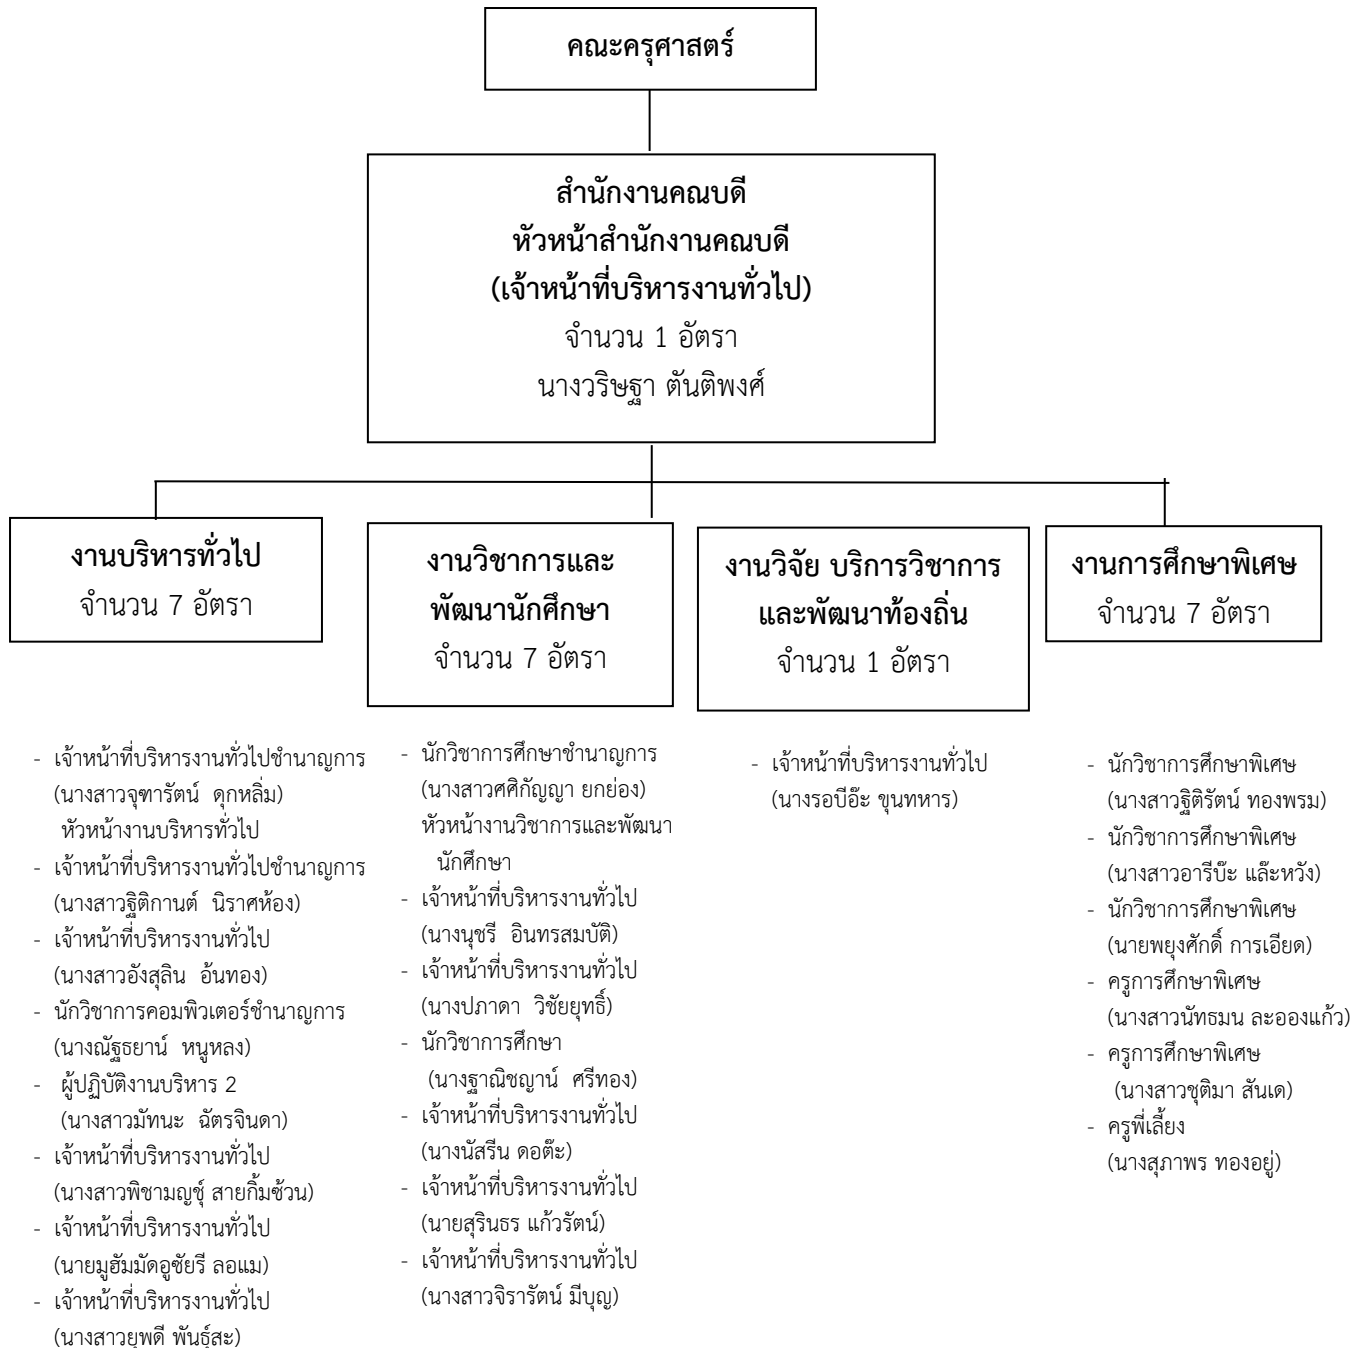 คณะครุศาสตร์
สำนักงานคณบดี
หัวหน้าสำนักงานคณบดี
(เจ้าหน้าที่บริหารงานทั่วไป)
จำนวน 1 อัตรา
นางวริษฐา ตันติพงศ์
งานบริหารทั่วไป
จำนวน 7 อัตรา
งานวิชาการและ
พัฒนานักศึกษา
จำนวน 7 อัตรา
งานวิจัย บริการวิชาการ
และพัฒนาท้องถิ่น
จำนวน 1 อัตรา
งานการศึกษาพิเศษ
จำนวน 7 อัตรา
- เจ้าหน้าที่บริหารงานทั่วไปชำนาญการ
(นางสาวจุฑารัตน์ ดุกหลิ่ม)
หัวหน้างานบริหารทั่วไป
- เจ้าหน้าที่บริหารงานทั่วไปชำนาญการ
(นางสาวฐิติกานต์ นิราศห้อง)
- เจ้าหน้าที่บริหารงานทั่วไป
(นางสาวอังสุลิน อ้นทอง)
- นักวิชาการคอมพิวเตอร์ชำนาญการ
(นางณัฐธยาน์ หนูหลง)
- ผู้ปฏิบัติงานบริหาร 2
(นางสาวมัทนะ ฉัตรจินดา)
- เจ้าหน้าที่บริหารงานทั่วไป
(นางสาวพิชามญชุ์ สายกิ้มซ้วน)
- เจ้าหน้าที่บริหารงานทั่วไป
(นายมูฮัมมัดอูซัยรี ลอแม)
- เจ้าหน้าที่บริหารงานทั่วไป
(นางสาวยุพดี พันธุ์สะ)
- นักวิชาการศึกษาชำนาญการ
(นางสาวศศิกัญญา ยกย่อง)
หัวหน้างานวิชาการและพัฒนา
นักศึกษา
- เจ้าหน้าที่บริหารงานทั่วไป
(นางนุชรี อินทรสมบัติ)
- เจ้าหน้าที่บริหารงานทั่วไป
(นางปภาดา วิชัยยุทธิ์)
- นักวิชาการศึกษา
(นางฐาณิชญาน์ ศรีทอง)
- เจ้าหน้าที่บริหารงานทั่วไป
(นางนัสรีน ดอต๊ะ)
- เจ้าหน้าที่บริหารงานทั่วไป
(นายสุรินธร แก้วรัตน์)
- เจ้าหน้าที่บริหารงานทั่วไป
(นางสาวจิรารัตน์ มีบุญ)
- เจ้าหน้าที่บริหารงานทั่วไป
(นางรอบีอ๊ะ ขุนทหาร)
- นักวิชาการศึกษาพิเศษ
(นางสาวฐิติรัตน์ ทองพรม)
- นักวิชาการศึกษาพิเศษ
(นางสาวอารีบ๊ะ แล๊ะหวัง)
- นักวิชาการศึกษาพิเศษ
(นายพยุงศักดิ์ การเอียด)
- ครูการศึกษาพิเศษ
(นางสาวนัทธมน ละอองแก้ว)
- ครูการศึกษาพิเศษ
(นางสาวชุติมา สันเด)
- ครูพี่เลี้ยง
(นางสุภาพร ทองอยู่)